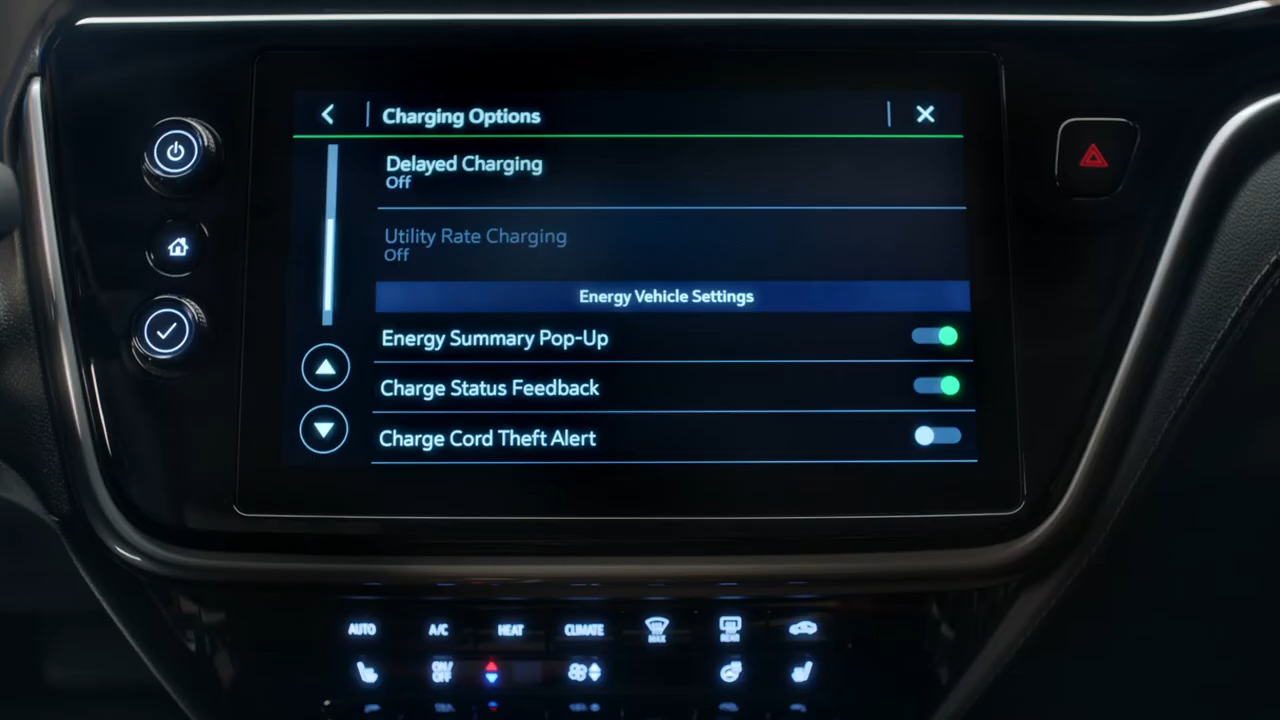 Charging Options
Delayed Charging
Off
Utility Rate Charging
Off
Energy Vehicle Settings
Energy Summary Pop-Up
Charge Status Feedback
Charge Cord Theft Alert
AUTO A/C HEAT CLIMATE MAX REAR
ON/OFF